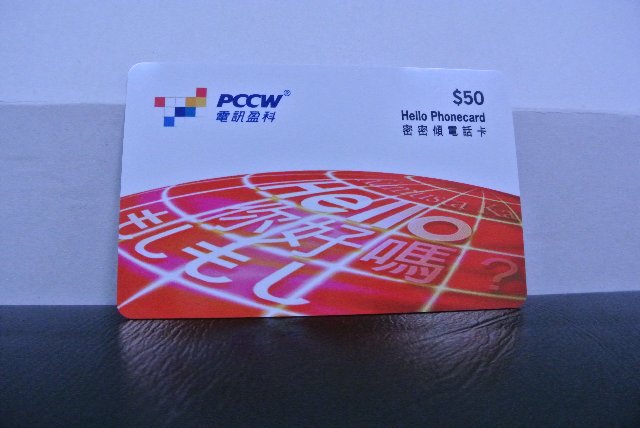 PCCW®
電訊盈科
$50
Hello Phonecard
密密傾電話卡
Hello
你好嗎?
もしもし